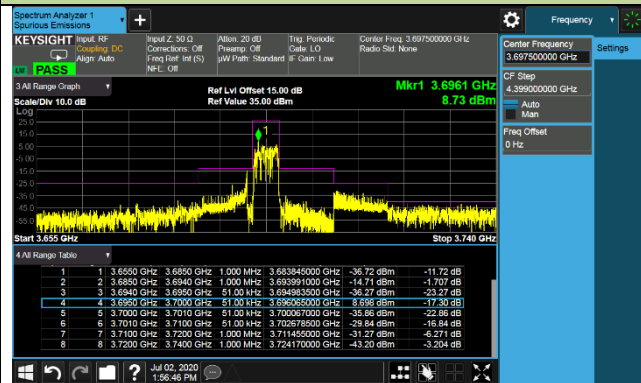 Spectrum Analyzer 1
Spurious Emissions
Frequency
KEYSIGHT Input: RF
Coupling: DC
Align: Auto
Input Z: 50 Ω
Corrections: Off
Freq Ref: Int (S)
NFE: Off
Atten: 20 dB
Preamp: Off
µW Path: Standard
Trig: Periodic
Gate: LO
IF Gain: Low
Center Freq: 3.697500000 GHz
Radio Std: None
PASS
Center Frequency
3.697500000 GHz
Settings
CF Step
4.399000000 GHz
Auto
Man
Freq Offset
0 Hz
3 All Range Graph
Scale/Div 10.0 dB
Ref Lvl Offset 15.00 dB
Ref Value 35.00 dBm
Mkr1 3.6961 GHz
8.73 dBm
Log
25.0
15.0
5.00
-5.00
-15.0
-25.0
-35.0
-45.0
-55.0
1
Start 3.655 GHz
Stop 3.740 GHz
4 All Range Table
1 1 3.6550 GHz 3.6850 GHz 1.000 MHz 3.683845000 GHz -36.72 dBm -11.72 dB
2 2 3.6850 GHz 3.6940 GHz 1.000 MHz 3.693991000 GHz -14.71 dBm -1.707 dB
3 3 3.6940 GHz 3.6950 GHz 51.00 kHz 3.694983500 GHz -36.27 dBm -23.27 dB
4 4 3.6950 GHz 3.7000 GHz 51.00 kHz 3.696065000 GHz 8.698 dBm -17.30 dB
5 5 3.7000 GHz 3.7010 GHz 51.00 kHz 3.700067000 GHz -35.86 dBm -22.86 dB
6 6 3.7010 GHz 3.7100 GHz 51.00 kHz 3.702678500 GHz -29.84 dBm -16.84 dB
7 7 3.7100 GHz 3.7200 GHz 1.000 MHz 3.711455000 GHz -31.27 dBm -6.271 dB
8 8 3.7200 GHz 3.7400 GHz 1.000 MHz 3.724170000 GHz -43.20 dBm -3.204 dB
Jul 02, 2020
1:56:46 PM